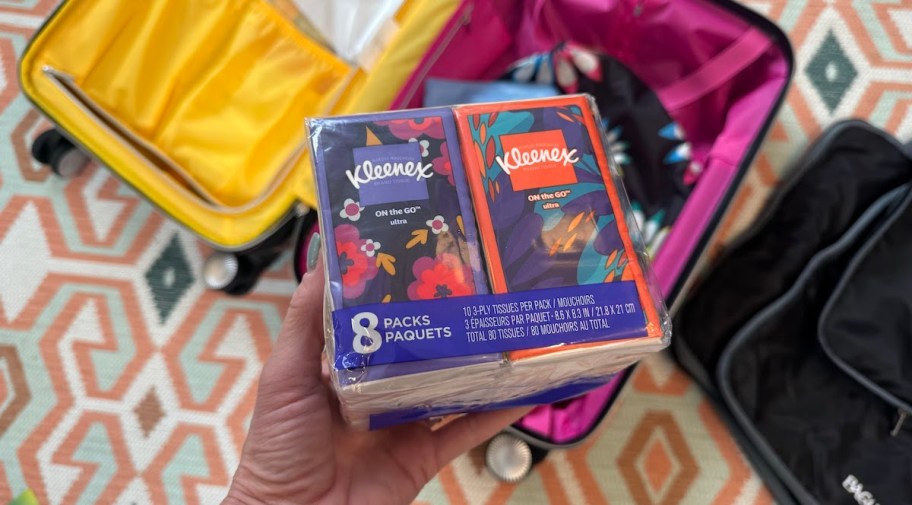 Kleenex
ON the GO™
ultra
Kleenex
ON the GO™
ultra
8 PACKS
PAQUETS
10 3-PLY TISSUES PER PACK / MOUCHOIRS
3 ÉPAISSEURS PAR PAQUET · 8.6 X 8.3 IN / 21.8 X 21 cm
TOTAL 80 TISSUES / 80 MOUCHOIRS AU TOTAL